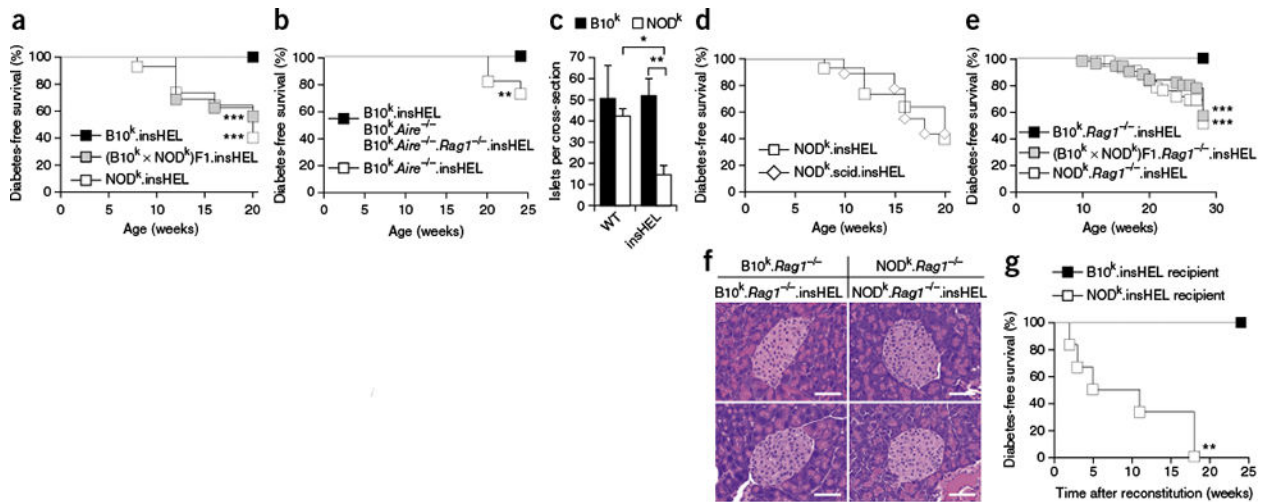 a
Diabetes-free survival (%)
100
80
60
40
20
0
***
***
B10k.insHEL
(B10k × NODk)F1.insHEL
NODk.insHEL
0 5 10 15 20
Age (weeks)
b
Diabetes-free survival (%)
100
80
60
40
20
0
**
B10k.insHEL
B10k.Aire–/–
B10k.Aire–/–.Rag1–/–.insHEL
B10k.Aire–/–.insHEL
0 5 10 15 20 25
Age (weeks)
c
B10k NODk
Islets per cross-section
70
60
50
40
30
20
10
0
*
**
WT
insHEL
d
Diabetes-free survival (%)
100
80
60
40
20
0
NODk.insHEL
NODk.scid.insHEL
0 5 10 15 20
Age (weeks)
e
Diabetes-free survival (%)
100
80
60
40
20
0
***
***
B10k.Rag1–/–.insHEL
(B10k × NODk)F1.Rag1–/–.insHEL
NODk.Rag1–/–.insHEL
0 10 20 30
Age (weeks)
f
B10k.Rag1–/– NODk.Rag1–/–
B10k.Rag1–/–.insHEL NODk.Rag1–/–.insHEL
g
B10k.insHEL recipient
NODk.insHEL recipient
Diabetes-free survival (%)
100
80
60
40
20
0
**
0 5 10 15 20 25
Time after reconstitution (weeks)